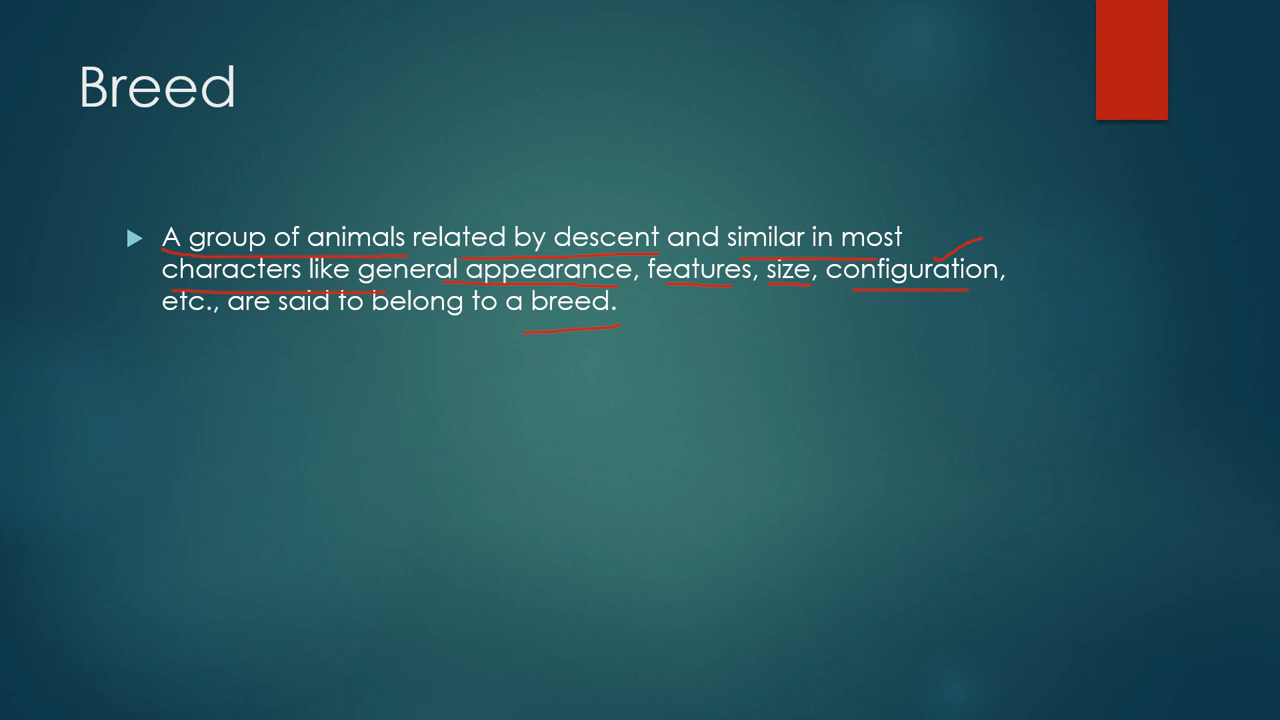 Breed
A group of animals related by descent and similar in most
characters like general appearance, features, size, configuration,
etc., are said to belong to a breed.